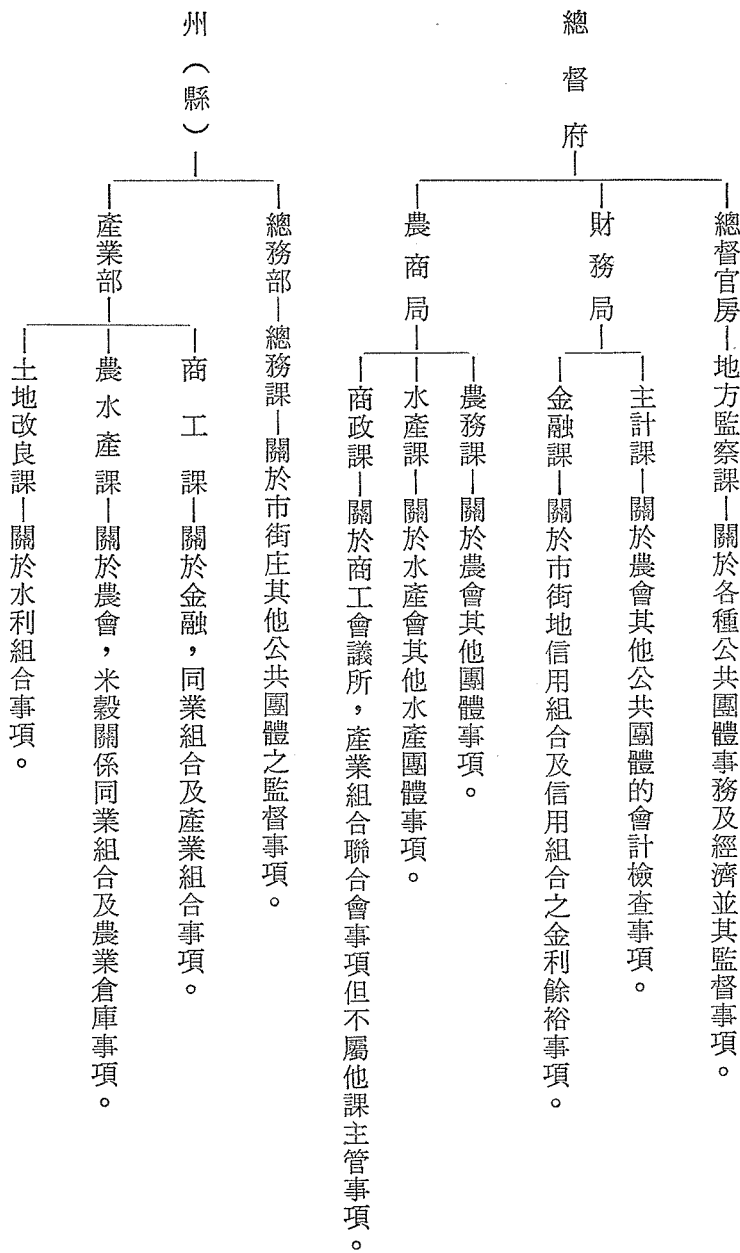 總督府
總督官房—地方監察課—關於各種公共團體事務及經濟並其監督事項。
財務局
主計課—關於農會其他公共團體的會計檢查事項。
金融課—關於市街地信用組合及信用組合之金利餘裕事項。
農商局
農務課—關於農會其他團體事項。
水產課—關於水產會其他水產團體事項。
商政課—關於商工會議所，產業組合聯合會事項但不屬他課主管事項。
州（縣）
總務部—總務課—關於市街庄其他公共團體之監督事項。
產業部
商工課—關於金融，同業組合及產業組合事項。
農水產課—關於農會，米穀關係同業組合及農業倉庫事項。
土地改良課—關於水利組合事項。